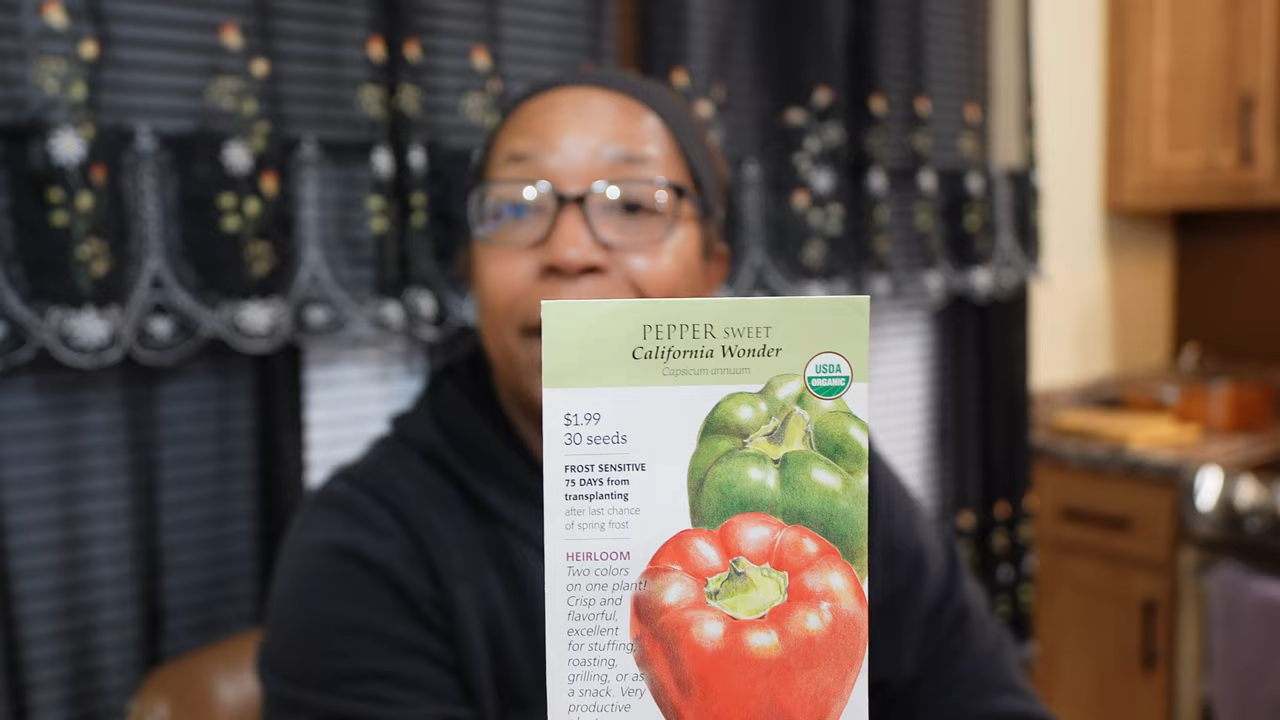 PEPPER SWEET
California Wonder
Capsicum annuum
USDA
ORGANIC
$1.99
30 seeds
FROST SENSITIVE
75 DAYS from
transplanting
after last chance
of spring frost
HEIRLOOM
Two colors
on one plant!
Crisp and
flavorful,
excellent
for stuffing,
roasting,
grilling, or as
a snack. Very
productive